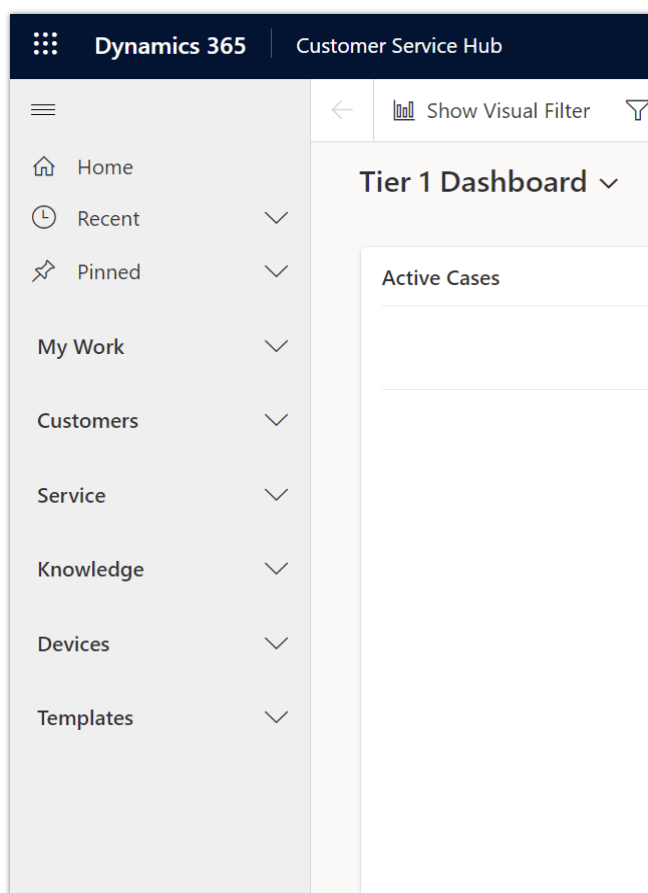 Dynamics 365 Customer Service Hub
Home
Recent
Pinned
My Work
Customers
Service
Knowledge
Devices
Templates
Show Visual Filter
Tier 1 Dashboard
Active Cases